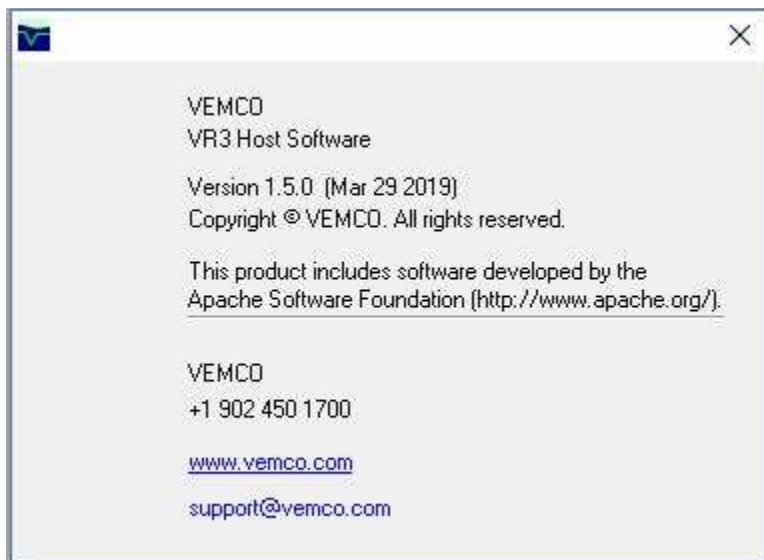 VEMCO
VR3 Host Software
Version 1.5.0 (Mar 29 2019)
Copyright © VEMCO. All rights reserved.
This product includes software developed by the
Apache Software Foundation (http://www.apache.org/).
VEMCO
+1 902 450 1700
www.vemco.com
support@vemco.com